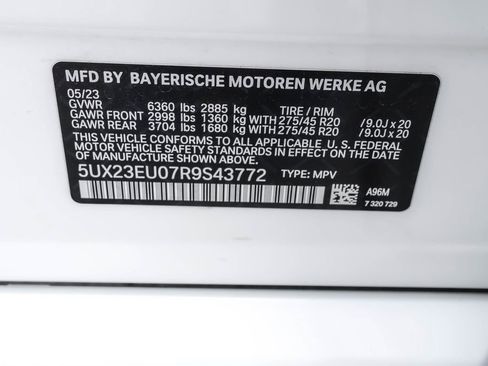 MFD BY BAYERISCHE MOTOREN WERKE AG
05/23
GVWR 6360 lbs 2885 kg TIRE / RIM
GAWR FRONT 2998 lbs 1360 kg WITH 275/45 R20 /9.0J x 20
GAWR REAR 3704 lbs 1680 kg WITH 275/45 R20 /9.0J x 20
THIS VEHICLE CONFORMS TO ALL APPLICABLE FEDERAL
MOTOR VEHICLE SAFETY STANDARDS IN EFFECT ON THE
DATE OF MANUFACTURE SHOWN ABOVE.
5UX23EU07R9S43772 TYPE: MPV
A96M
7 320 729